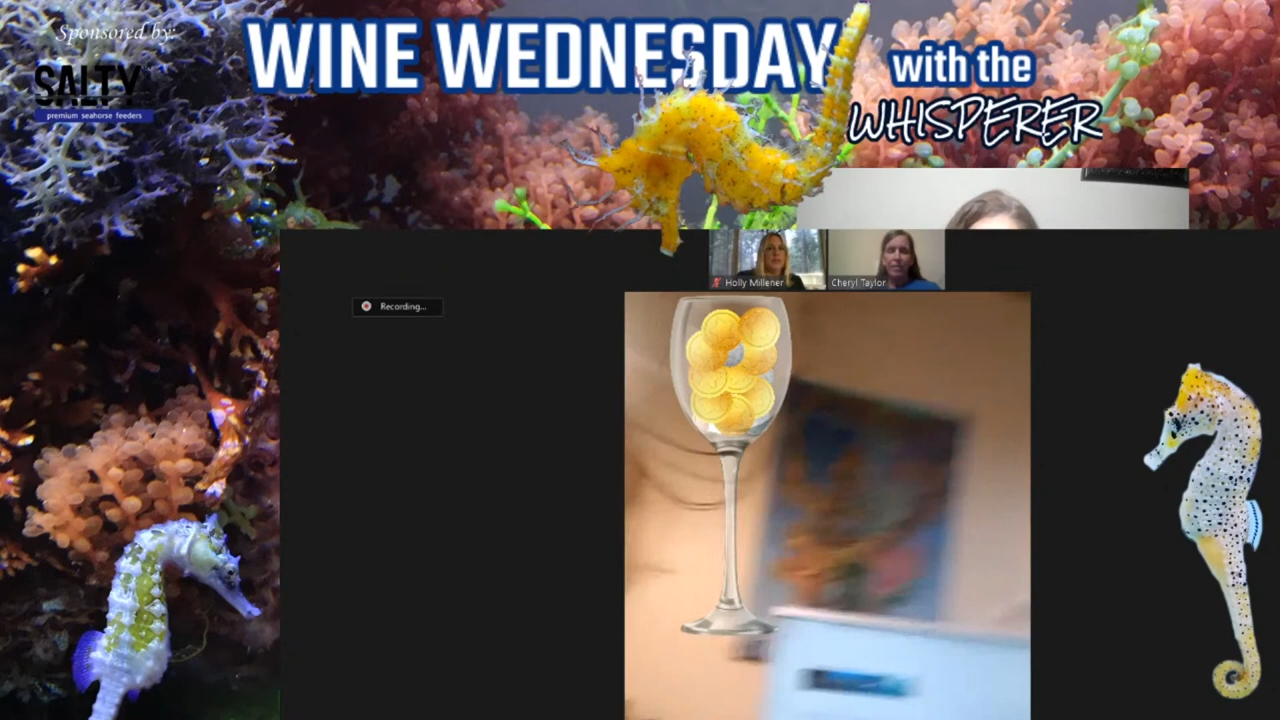 Sponsored by:
SALTY
premium seahorse feeders
WINE WEDNESDAY
with the
WHISPERER
Holly Millener
Cheryl Taylor
Recording...